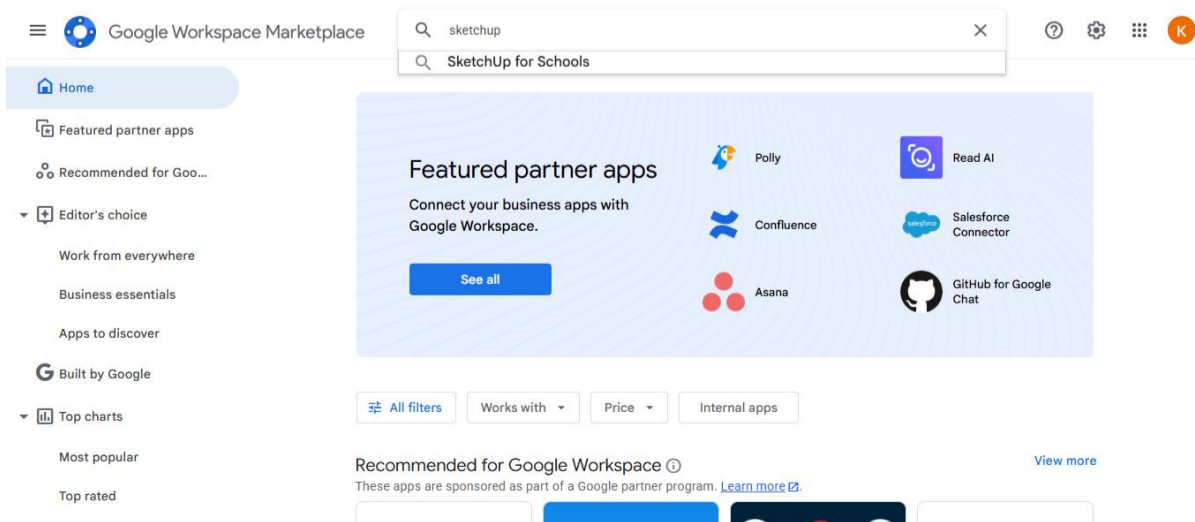 Google Workspace Marketplace
sketchup
K
SketchUp for Schools
Home
Featured partner apps
Recommended for Goo...
Editor's choice
Work from everywhere
Business essentials
Apps to discover
Built by Google
Top charts
Most popular
Top rated
Featured partner apps
Connect your business apps with
Google Workspace.
See all
Polly
Read AI
Confluence
salesforce
Salesforce
Connector
Asana
GitHub for Google
Chat
All filters
Works with
Price
Internal apps
Recommended for Google Workspace
View more
These apps are sponsored as part of a Google partner program. Learn more.